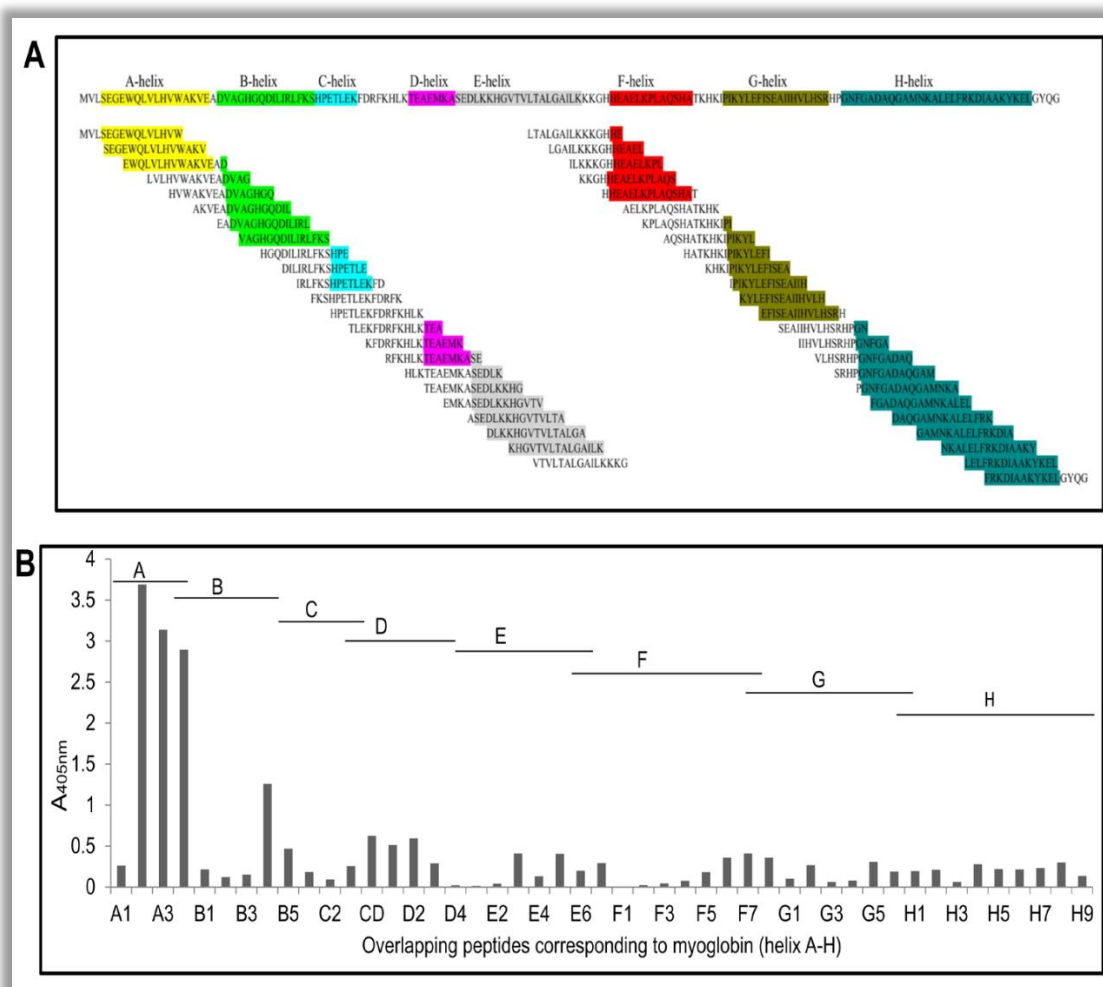 A
A-helix B-helix C-helix D-helix E-helix F-helix G-helix H-helix
MVLSEGEWQLVLHVWAKVEADVAGHGQDILIRLFKSHPETLEKFDRFKHLKTEAEMKASEDLKKHGVTVLTALGAILKKKGHHEAELKPLAQSHATKHKIPIKYLEFISEAIIHVLHSRHPGNFGADAQGAMNKALELFRKDIAAKYKELGYQG
MVLSEGEWQLVLHVW
SEGEWQLVLHVWAKV
EWQLVLHVWAKVEAD
LVLHVWAKVEADVAG
HVWAKVEADVAGHGQ
AKVEADVAGHGQDIL
EADVAGHGQDILIRL
VAGHGQDILIRLFKS
HGQDILIRLFKSHPE
DILIRLFKSHPETLE
IRLFKSHPETLEKFD
FKSHPETLEKFDRFK
HPETLEKFDRFKHLK
TLEKFDRFKHLKTEA
KFDRFKHLKTEAEMK
RFKHLKTEAEMKASE
HLKTEAEMKASEDLK
TEAEMKASEDLKKHG
EMKASEDLKKHGVTV
ASEDLKKHGVTVLTA
DLKKHGVTVLTALGA
KHGVTVLTALGAILK
VTVLTALGAILKKKG
LTALGAILKKKGHHE
LGAILKKKGHHEAEL
ILKKKGHHEAELKPL
KKGHHEAELKPLAQS
HHEAELKPLAQSHAT
AELKPLAQSHATKHK
KPLAQSHATKHKIPI
AQSHATKHKIPIKYL
HATKHKIPIKYLEFI
KHKIPIKYLEFISEA
IPIKYLEFISEAIIH
KYLEFISEAIIHVLH
EFISEAIIHVLHSRH
SEAIIHVLHSRHPGN
IIHVLHSRHPGNFGA
VLHSRHPGNFGADAQ
SRHPGNFGADAQGAM
PGNFGADAQGAMNKA
FGADAQGAMNKALEL
DAQGAMNKALELFRK
GAMNKALELFRKDIA
NKALELFRKDIAAKY
LELFRKDIAAKYKEL
FRKDIAAKYKELGYQG
B
4
3.5
3
2.5
2
1.5
1
0.5
0
A405nm
A
B
C
D
E
F
G
H
A1 A3 B1 B3 B5 C2 CD D2 D4 E2 E4 E6 F1 F3 F5 F7 G1 G3 G5 H1 H3 H5 H7 H9
Overlapping peptides corresponding to myoglobin (helix A-H)